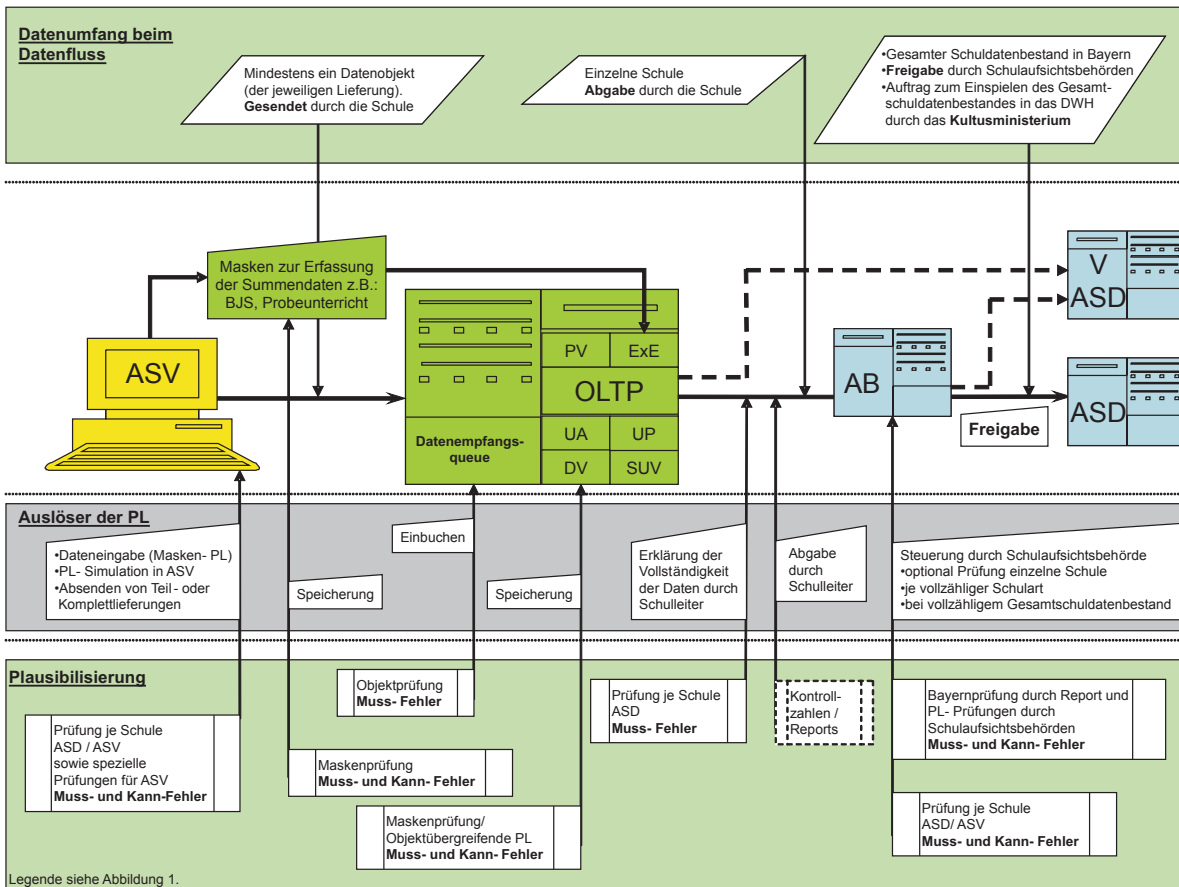 Datenumfang beim
Datenfluss
Mindestens ein Datenobjekt
(der jeweiligen Lieferung).
Gesendet durch die Schule
Einzelne Schule
Abgabe durch die Schule
•Gesamter Schuldatenbestand in Bayern
•Freigabe durch Schulaufsichtsbehörden
•Auftrag zum Einspielen des Gesamt-
schuldatenbestandes in das DWH
durch das Kultusministerium
Masken zur Erfassung
der Summendaten z.B.:
BJS, Probeunterricht
ASV
Datenempfangs-
queue
PV
ExE
OLTP
UA
UP
DV
SUV
AB
V
ASD
ASD
Freigabe
Auslöser der PL
•Dateneingabe (Masken- PL)
•PL- Simulation in ASV
•Absenden von Teil- oder
Komplettlieferungen
Speicherung
Einbuchen
Speicherung
Erklärung der
Vollständigkeit
der Daten durch
Schulleiter
Abgabe
durch
Schulleiter
Steuerung durch Schulaufsichtsbehörde
•optional Prüfung einzelne Schule
•je vollzähliger Schulart
•bei vollzähligem Gesamtschuldatenbestand
Plausibilisierung
Prüfung je Schule
ASD / ASV
sowie spezielle
Prüfungen für ASV
Muss- und Kann-Fehler
Objektprüfung
Muss- Fehler
Maskenprüfung
Muss- und Kann- Fehler
Maskenprüfung/
Objektübergreifende PL
Muss- und Kann- Fehler
Prüfung je Schule
ASD
Muss- Fehler
Kontroll-
zahlen /
Reports
Bayernprüfung durch Report und
PL- Prüfungen durch
Schulaufsichtsbehörden
Muss- und Kann- Fehler
Prüfung je Schule
ASD/ ASV
Muss- und Kann- Fehler
Legende siehe Abbildung 1.